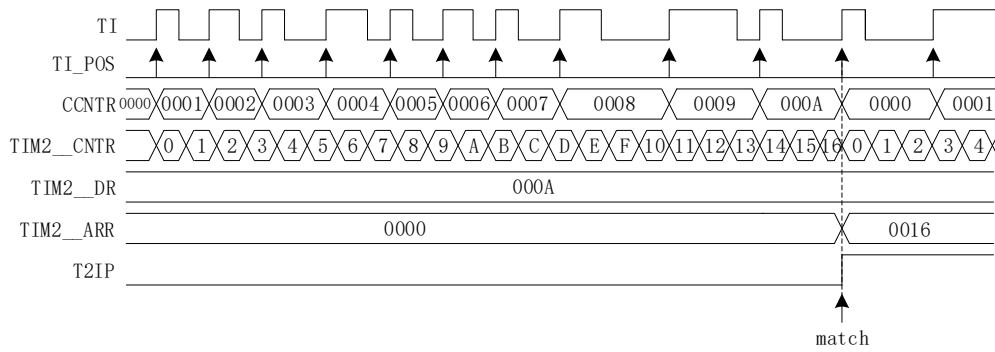 TI
TI_POS
CCNTR 0000 0001 0002 0003 0004 0005 0006 0007 0008 0009 000A 0000 0001
TIM2__CNTR 0 1 2 3 4 5 6 7 8 9 A B C D E F 10 11 12 13 14 15 16 0 1 2 3 4
TIM2__DR 000A
TIM2__ARR 0000 0016
T2IP
match